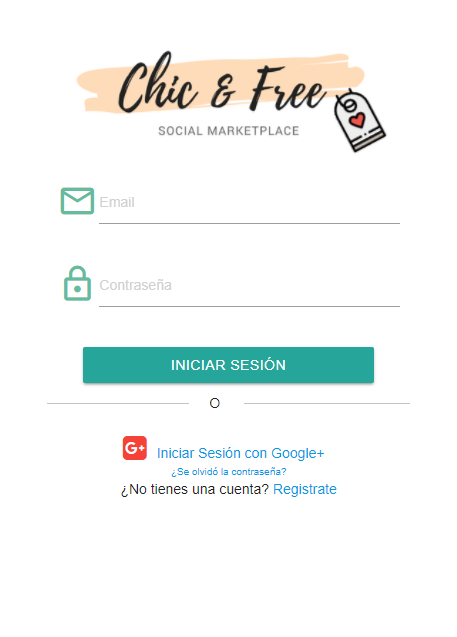 Chic & Free
SOCIAL MARKETPLACE
Email
Contraseña
INICIAR SESIÓN
O
G+ Iniciar Sesión con Google+
¿Se olvidó la contraseña?
¿No tienes una cuenta? Registrate